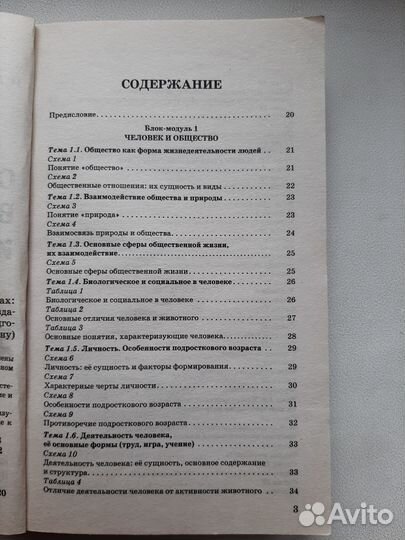 СОДЕРЖАНИЕ
Предисловие 20
Блок-модуль 1
ЧЕЛОВЕК И ОБЩЕСТВО
Тема 1.1. Общество как форма жизнедеятельности людей 21
Схема 1
Понятие «общество» 21
Схема 2
Общественные отношения: их сущность и виды 22
Тема 1.2. Взаимодействие общества и природы 23
Схема 3
Понятие «природа» 23
Схема 4
Взаимосвязь природы и общества 24
Тема 1.3. Основные сферы общественной жизни,
их взаимодействие 25
Схема 5
Основные сферы общественной жизни 25
Тема 1.4. Биологическое и социальное в человеке 26
Таблица 1
Биологическое и социальное в человеке 26
Таблица 2
Основные отличия человека и животного 27
Таблица 3
Основные понятия, характеризующие человека 28
Тема 1.5. Личность. Особенности подросткового возраста 29
Схема 6
Личность: её сущность и факторы формирования 29
Схема 7
Характерные черты личности 30
Схема 8
Особенности подросткового возраста 31
Схема 9
Противоречие подросткового возраста 32
Тема 1.6. Деятельность человека,
её основные формы (труд, игра, учение) 33
Схема 10
Деятельность человека: её сущность, основное содержание
и структура 33
Таблица 4
Отличие деятельности человека от активности животного 34
3
ах:
да-
дго-
ну)
20
Avito